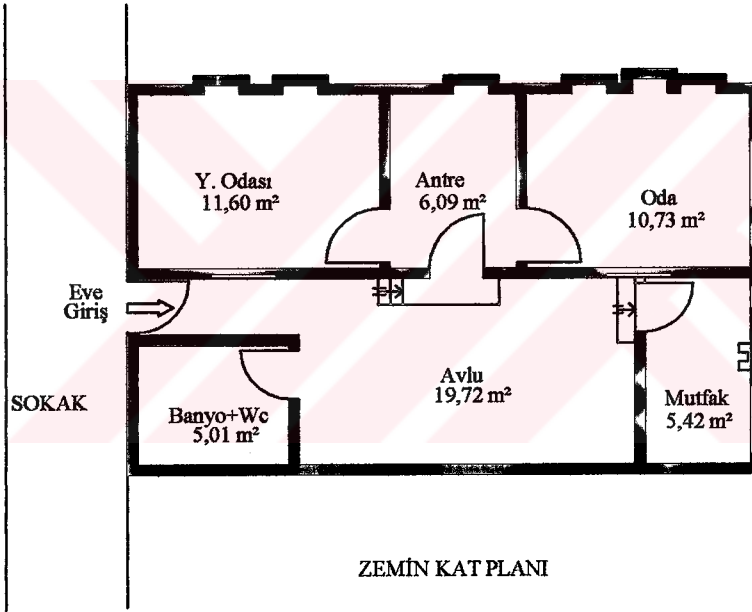 Y. Odası
11,60 m²
Antre
6,09 m²
Oda
10,73 m²
Eve
Giriş
SOKAK
Banyo+Wc
5,01 m²
Avlu
19,72 m²
Mutfak
5,42 m²
ZEMİN KAT PLANI